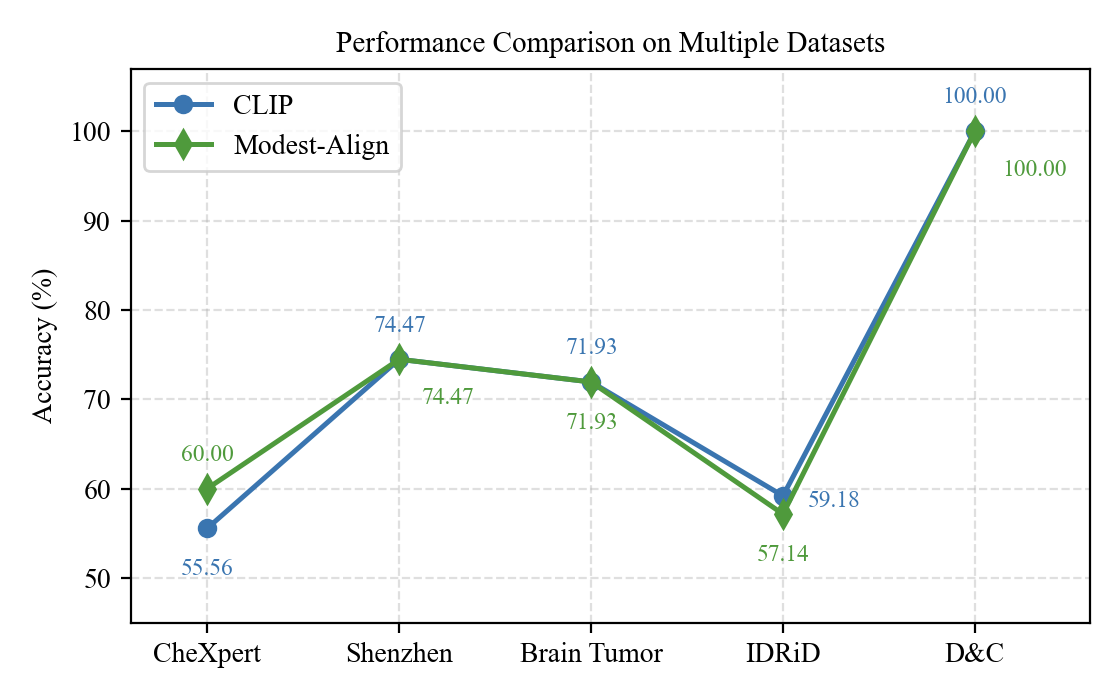 Performance Comparison on Multiple Datasets
CLIP
Modest-Align
Accuracy (%)
100
90
80
70
60
50
100.00
100.00
74.47
74.47
71.93
71.93
60.00
55.56
59.18
57.14
CheXpert
Shenzhen
Brain Tumor
IDRiD
D&C